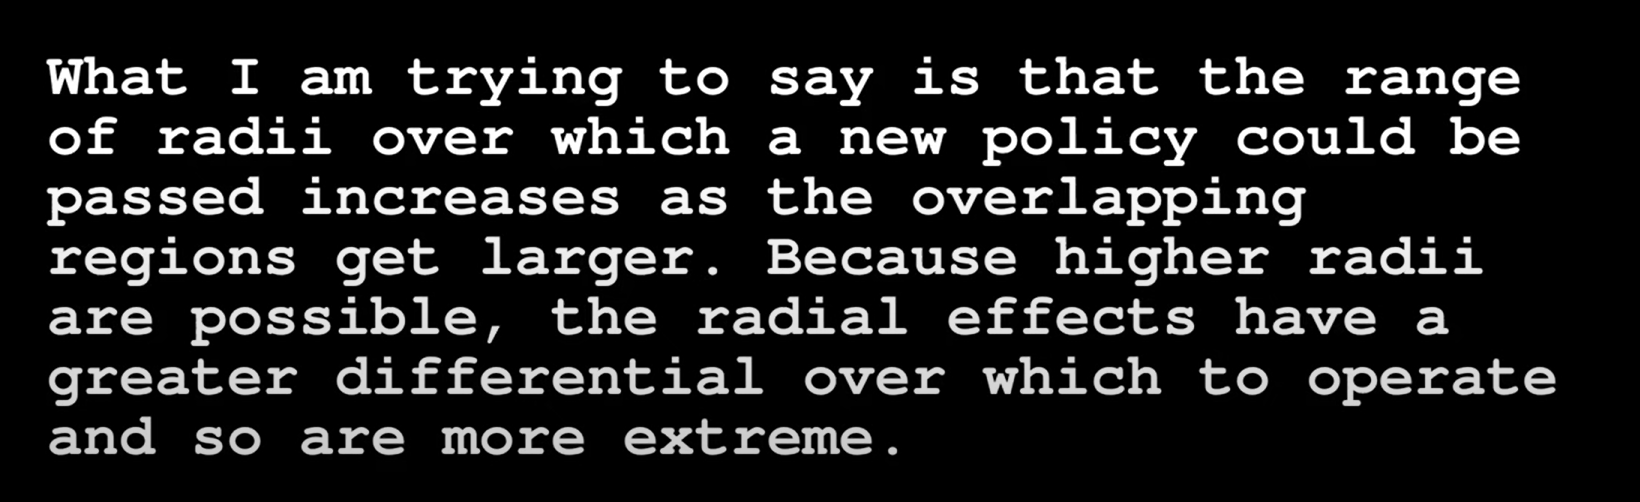 What I am trying to say is that the range
of radii over which a new policy could be
passed increases as the overlapping
regions get larger. Because higher radii
are possible, the radial effects have a
greater differential over which to operate
and so are more extreme.